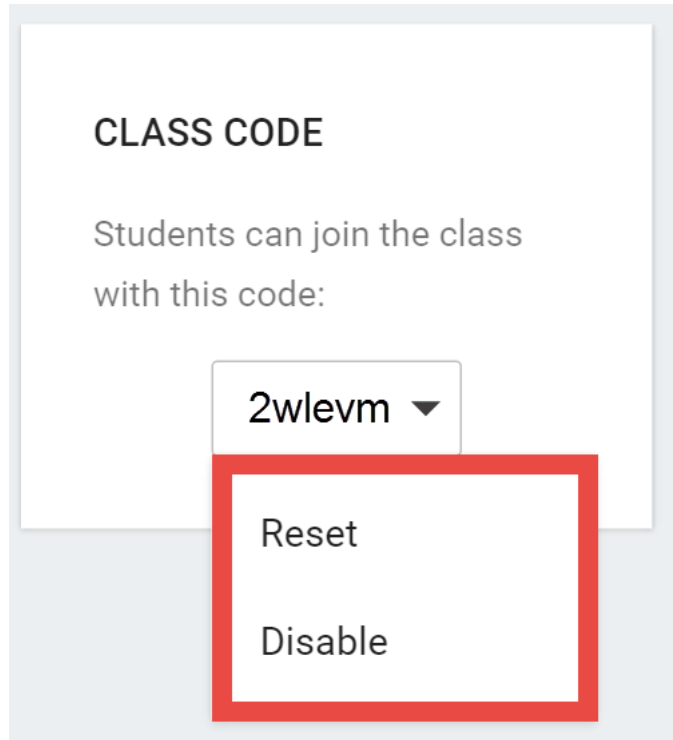 CLASS CODE
Students can join the class
with this code:
2wlevm
Reset
Disable